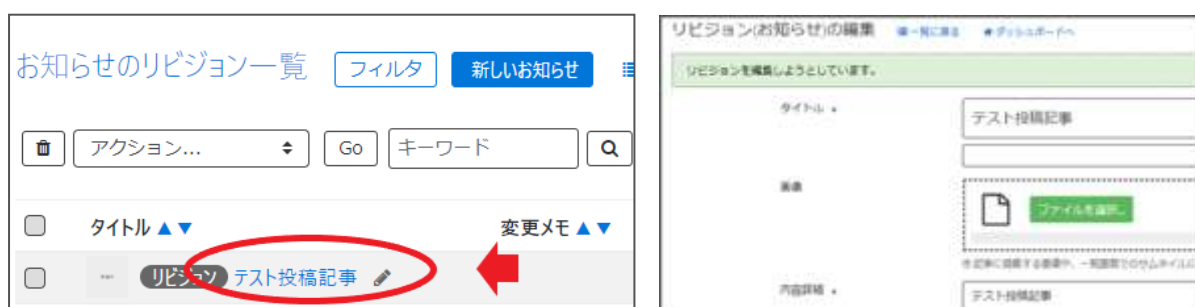 お知らせのリビジョン一覧 フィルタ 新しいお知らせ
アクション... Go キーワード
タイトル ▲▼ 変更メモ ▲▼
リビジョン テスト投稿記事
リビジョン(お知らせ)の編集 一覧に戻る ダッシュボードへ
リビジョンを編集しようとしています。
タイトル
テスト投稿記事
画像
ファイルを選択...
内容詳細
テスト投稿記事